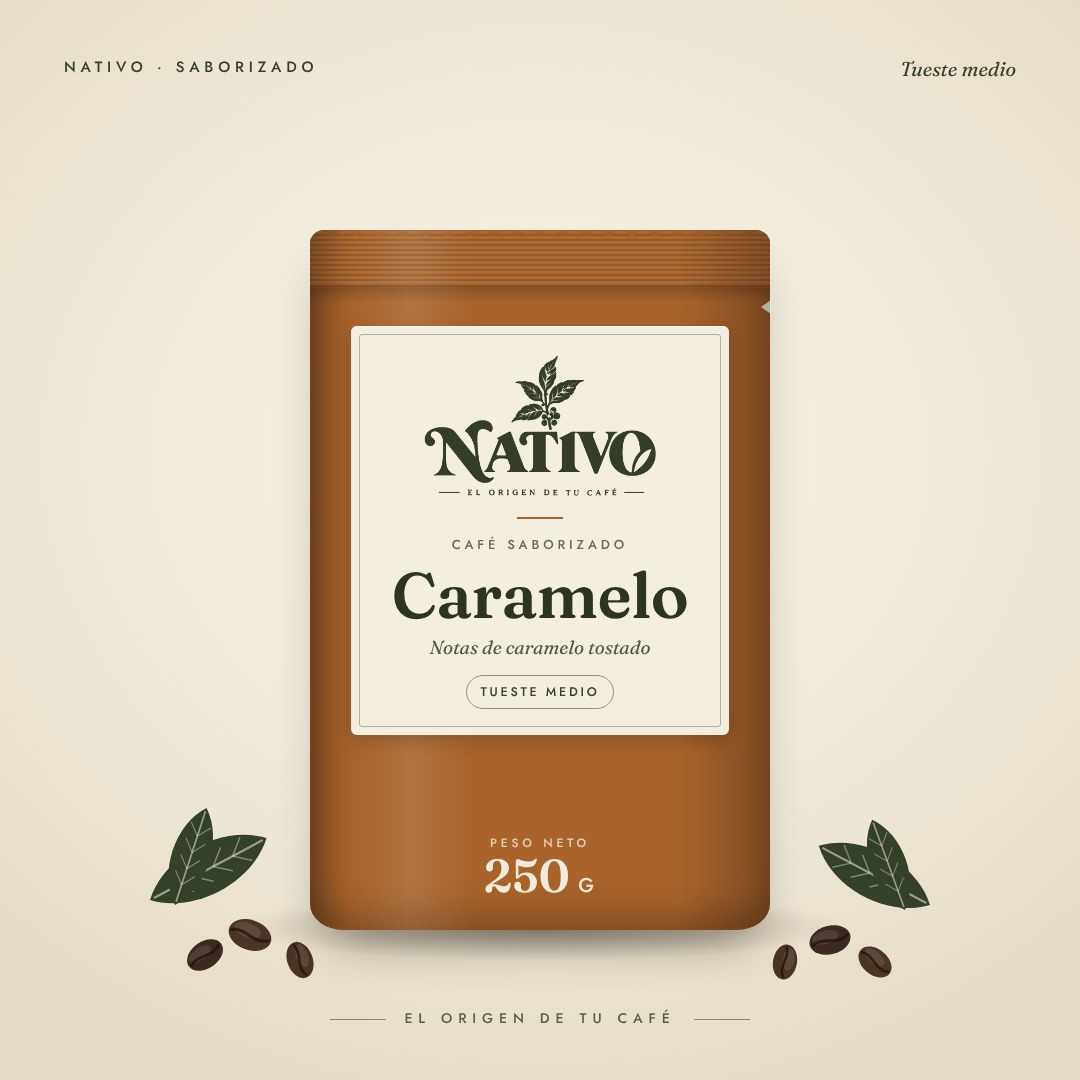 NATIVO · SABORIZADO
Tueste medio
NATIVO
EL ORIGEN DE TU CAFÉ
CAFÉ SABORIZADO
Caramelo
Notas de caramelo tostado
TUESTE MEDIO
PESO NETO
250 G
EL ORIGEN DE TU CAFÉ